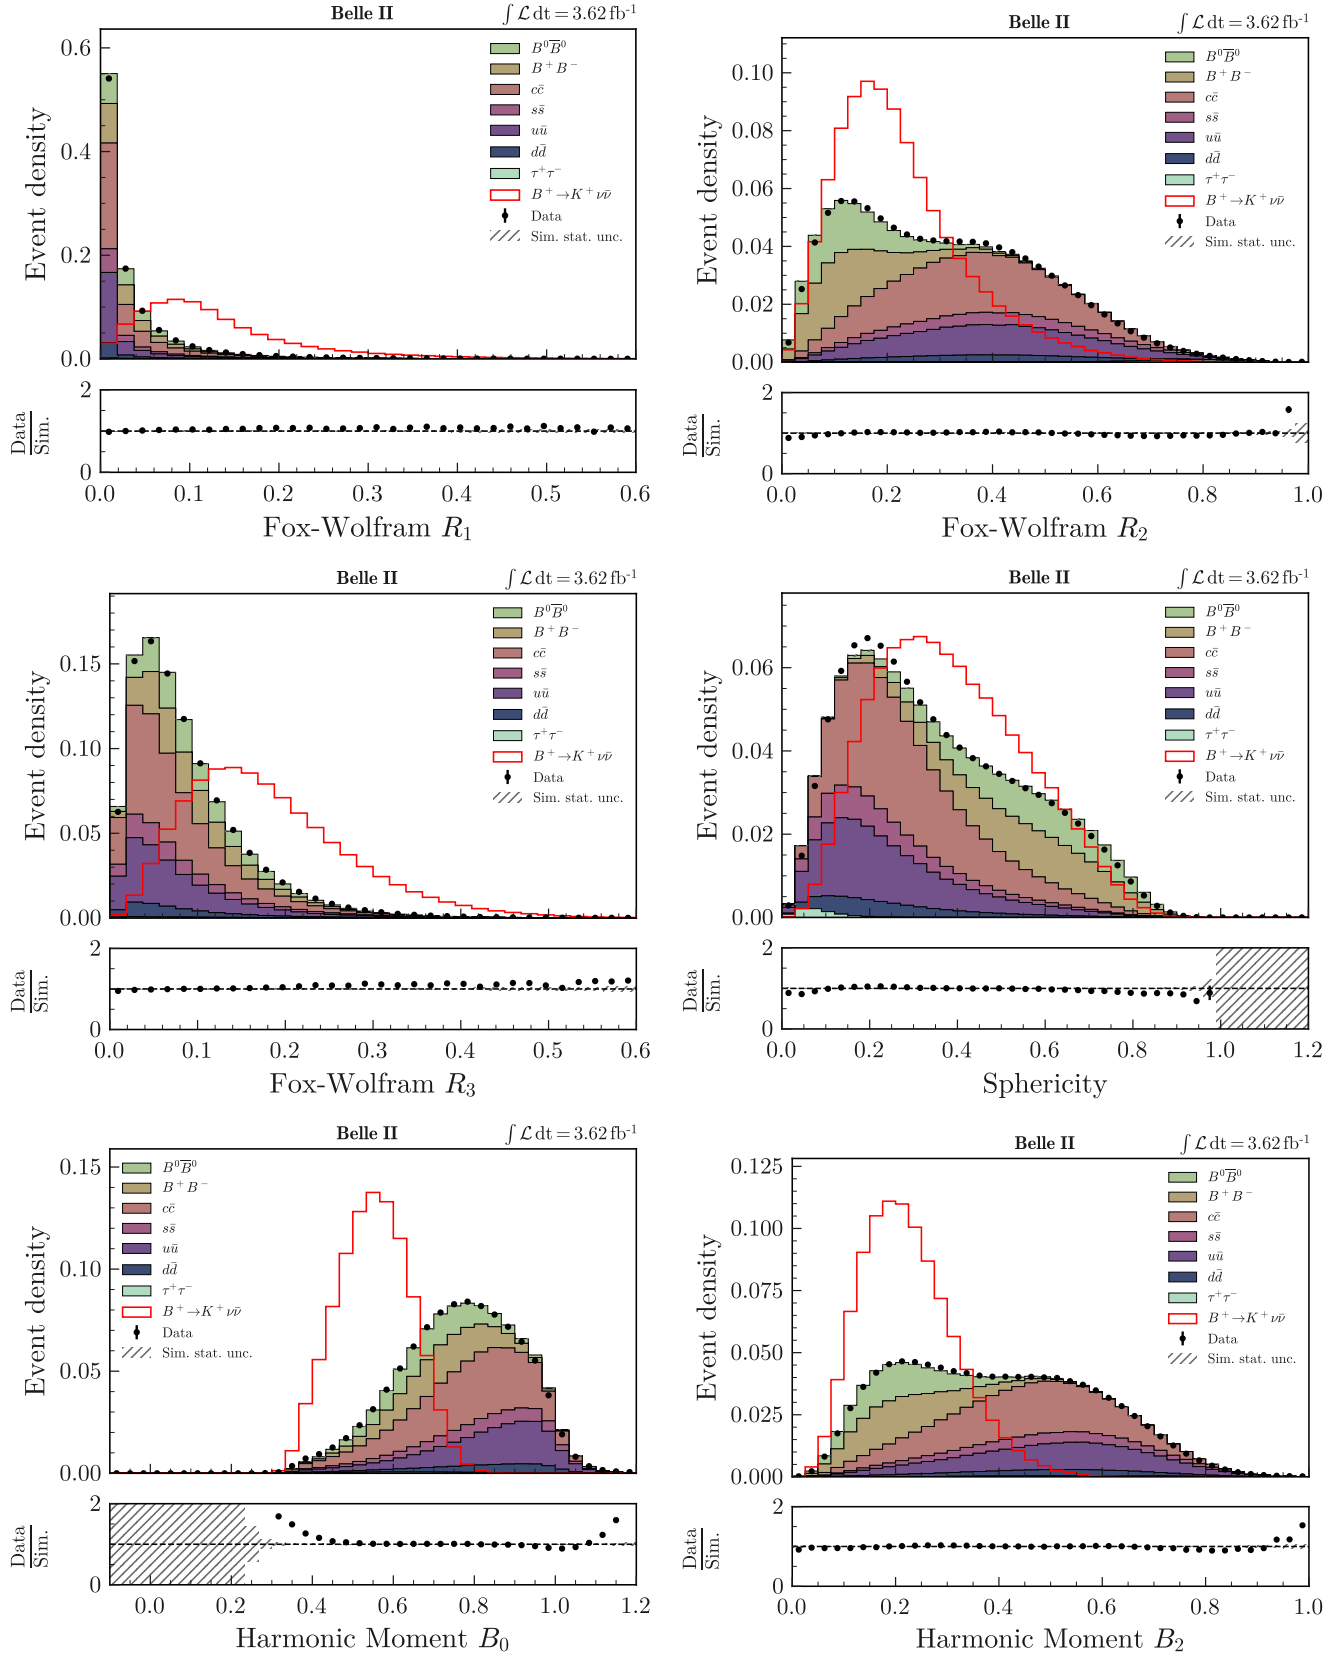 Belle II ∫ 𝓛 dt = 3.62 fb⁻¹
0.6
0.4
0.2
0.0
Event density
B⁰B̅⁰
B⁺B⁻
cc̄
ss̄
uū
dd̄
τ⁺τ⁻
B⁺→K⁺νν̄
Data
Sim. stat. unc.
2
1
0
Data
Sim.
0.0 0.1 0.2 0.3 0.4 0.5 0.6
Fox-Wolfram R₁
Belle II ∫ 𝓛 dt = 3.62 fb⁻¹
0.10
0.08
0.06
0.04
0.02
0.00
Event density
B⁰B̅⁰
B⁺B⁻
cc̄
ss̄
uū
dd̄
τ⁺τ⁻
B⁺→K⁺νν̄
Data
Sim. stat. unc.
2
1
0
Data
Sim.
0.0 0.2 0.4 0.6 0.8 1.0
Fox-Wolfram R₂
Belle II ∫ 𝓛 dt = 3.62 fb⁻¹
0.15
0.10
0.05
0.00
Event density
B⁰B̅⁰
B⁺B⁻
cc̄
ss̄
uū
dd̄
τ⁺τ⁻
B⁺→K⁺νν̄
Data
Sim. stat. unc.
2
1
0
Data
Sim.
0.0 0.1 0.2 0.3 0.4 0.5 0.6
Fox-Wolfram R₃
Belle II ∫ 𝓛 dt = 3.62 fb⁻¹
0.06
0.04
0.02
0.00
Event density
B⁰B̅⁰
B⁺B⁻
cc̄
ss̄
uū
dd̄
τ⁺τ⁻
B⁺→K⁺νν̄
Data
Sim. stat. unc.
2
1
0
Data
Sim.
0.0 0.2 0.4 0.6 0.8 1.0 1.2
Sphericity
Belle II ∫ 𝓛 dt = 3.62 fb⁻¹
0.15
0.10
0.05
0.00
Event density
B⁰B̅⁰
B⁺B⁻
cc̄
ss̄
uū
dd̄
τ⁺τ⁻
B⁺→K⁺νν̄
Data
Sim. stat. unc.
2
1
0
Data
Sim.
0.0 0.2 0.4 0.6 0.8 1.0 1.2
Harmonic Moment B₀
Belle II ∫ 𝓛 dt = 3.62 fb⁻¹
0.125
0.100
0.075
0.050
0.025
0.000
Event density
B⁰B̅⁰
B⁺B⁻
cc̄
ss̄
uū
dd̄
τ⁺τ⁻
B⁺→K⁺νν̄
Data
Sim. stat. unc.
2
1
0
Data
Sim.
0.0 0.2 0.4 0.6 0.8 1.0
Harmonic Moment B₂